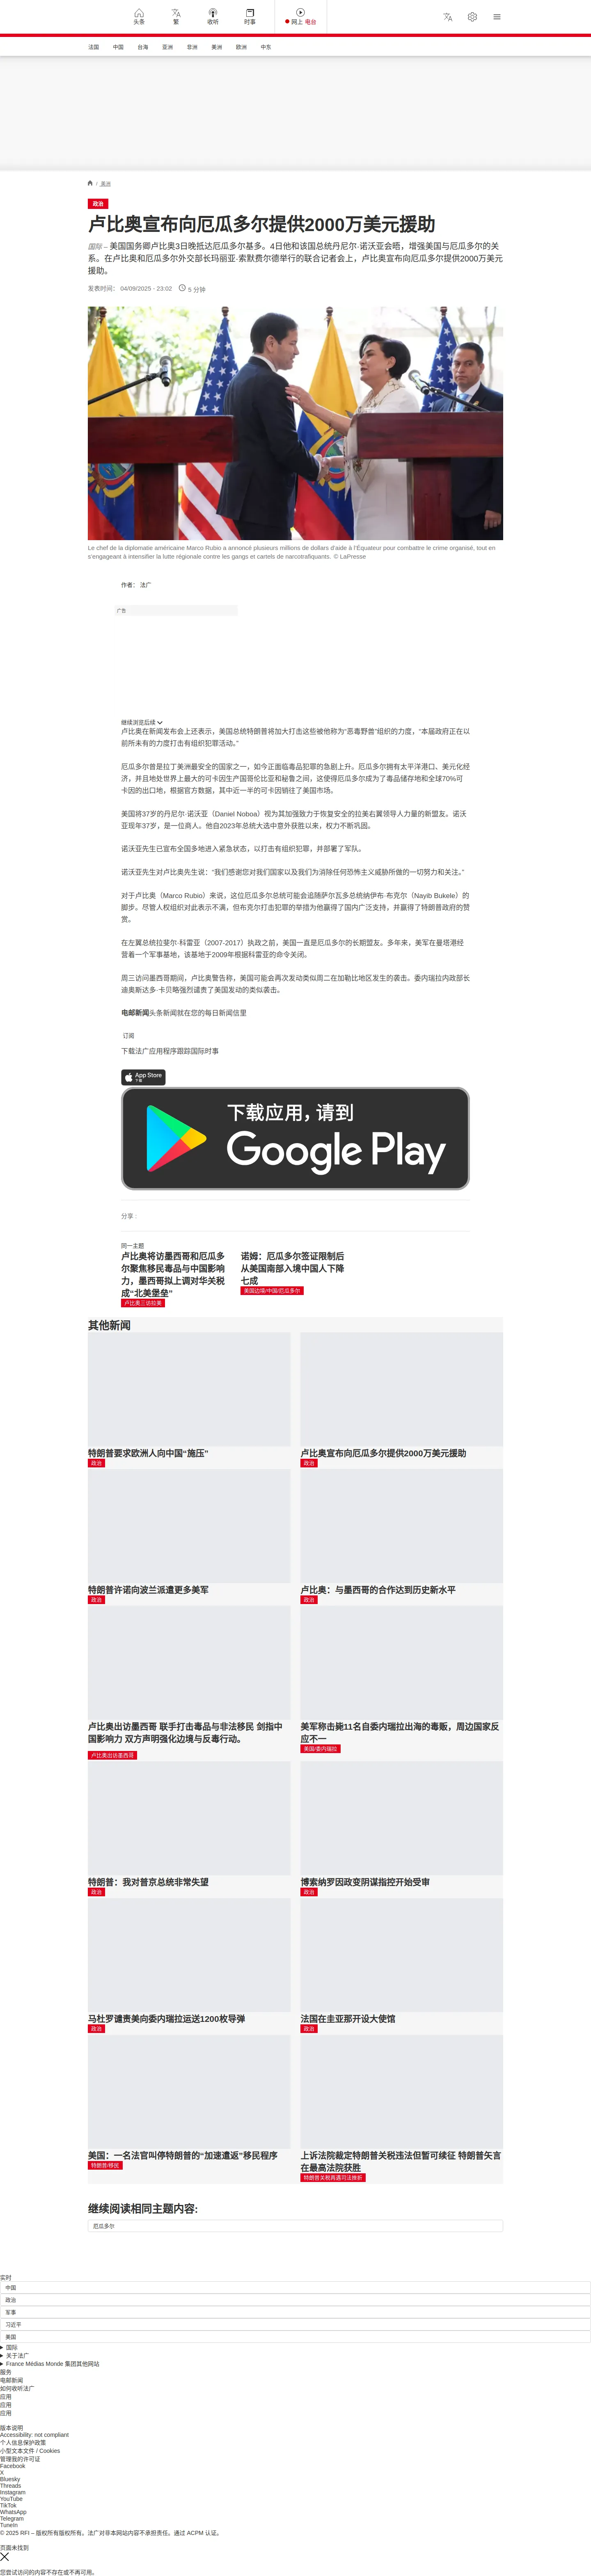 头条
繁
收听
时事
网上 电台
法国
中国
台海
亚洲
非洲
美洲
欧洲
中东
/ 美洲
政治
卢比奥宣布向厄瓜多尔提供2000万美元援助
国际 – 美国国务卿卢比奥3日晚抵达厄瓜多尔基多。4日他和该国总统丹尼尔·诺沃亚会晤，增强美国与厄瓜多尔的关
系。在卢比奥和厄瓜多尔外交部长玛丽亚·索默费尔德举行的联合记者会上，卢比奥宣布向厄瓜多尔提供2000万美元
援助。
发表时间： 04/09/2025 - 23:02
5 分钟
Le chef de la diplomatie américaine Marco Rubio a annoncé plusieurs millions de dollars d'aide à l'Equateur pour combattre le crime organisé, tout en
s'engageant à intensifier la lutte régionale contre les gangs et cartels de narcotrafiquants. © LaPresse
作者： 法广
广告
继续浏览后续
卢比奥在新闻发布会上还表示，美国总统特朗普将加大打击这些被他称为“恶毒野兽”组织的力度，“本届政府正在以
前所未有的力度打击有组织犯罪活动。”
厄瓜多尔曾是拉丁美洲最安全的国家之一，如今正面临毒品犯罪的急剧上升。厄瓜多尔拥有太平洋港口、美元化经
济，并且地处世界上最大的可卡因生产国哥伦比亚和秘鲁之间，这使得厄瓜多尔成为了毒品储存地和全球70%可
卡因的出口地，根据官方数据，其中近一半的可卡因销往了美国市场。
美国将37岁的丹尼尔·诺沃亚（Daniel Noboa）视为其加强致力于恢复安全的拉美右翼领导人力量的新盟友。诺沃
亚现年37岁，是一位商人。他自2023年总统大选中意外获胜以来，权力不断巩固。
诺沃亚先生已宣布全国多地进入紧急状态，以打击有组织犯罪，并部署了军队。
诺沃亚先生对卢比奥先生说：“我们感谢您对我们国家以及我们为消除任何恐怖主义威胁所做的一切努力和关注。”
对于卢比奥（Marco Rubio）来说，这位厄瓜多尔总统可能会追随萨尔瓦多总统纳伊布·布克尔（Nayib Bukele）的
脚步。尽管人权组织对此表示不满，但布克尔打击犯罪的举措为他赢得了国内广泛支持，并赢得了特朗普政府的赞
赏。
在左翼总统拉斐尔·科雷亚（2007-2017）执政之前，美国一直是厄瓜多尔的长期盟友。多年来，美军在曼塔港经
营着一个军事基地，该基地于2009年根据科雷亚的命令关闭。
周三访问墨西哥期间，卢比奥警告称，美国可能会再次发动类似周二在加勒比地区发生的袭击。委内瑞拉内政部长
迪奥斯达多·卡贝略强烈谴责了美国发动的类似袭击。
电邮新闻头条新闻就在您的每日新闻信里
订阅
下载法广应用程序跟踪国际时事
App Store
下载
下载应用，请到
Google Play
分享 :
同一主题
卢比奥将访墨西哥和厄瓜多
尔聚焦移民毒品与中国影响
力，墨西哥拟上调对华关税
成“北美堡垒”
卢比奥三访拉美
诺姆：厄瓜多尔签证限制后
从美国南部入境中国人下降
七成
美国边境/中国/厄瓜多尔
其他新闻
特朗普要求欧洲人向中国“施压”
政治
卢比奥宣布向厄瓜多尔提供2000万美元援助
政治
特朗普许诺向波兰派遣更多美军
政治
卢比奥：与墨西哥的合作达到历史新水平
政治
卢比奥出访墨西哥 联手打击毒品与非法移民 剑指中
国影响力 双方声明强化边境与反毒行动。
卢比奥出访墨西哥
美军称击毙11名自委内瑞拉出海的毒贩，周边国家反
应不一
美国/委内瑞拉
特朗普：我对普京总统非常失望
政治
博索纳罗因政变阴谋指控开始受审
政治
马杜罗谴责美向委内瑞拉运送1200枚导弹
政治
法国在圭亚那开设大使馆
政治
美国：一名法官叫停特朗普的“加速遣返”移民程序
特朗普/移民
上诉法院裁定特朗普关税违法但暂可续征 特朗普矢言
在最高法院获胜
特朗普关税再遇司法挫折
继续阅读相同主题内容:
厄瓜多尔
实时
中国
政治
军事
习近平
美国
国际
关于法广
France Médias Monde 集团其他网站
服务
电邮新闻
如何收听法广
应用
应用
应用
版本说明
Accessibility: not compliant
个人信息保护政策
小型文本文件 / Cookies
管理我的许可证
Facebook
X
Bluesky
Threads
Instagram
YouTube
TikTok
WhatsApp
Telegram
TuneIn
© 2025 RFI – 版权所有版权所有。法广对非本网站内容不承担责任。通过 ACPM 认证。
页面未找到
您尝试访问的内容不存在或不再可用。